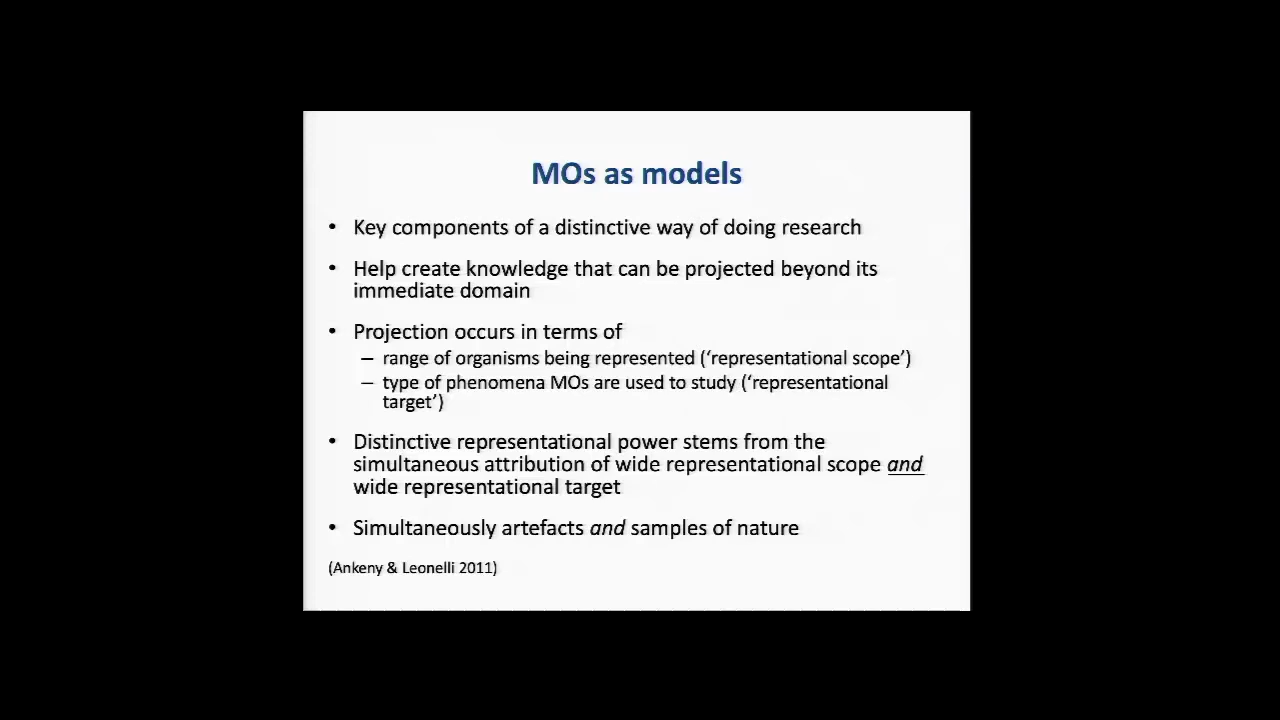 MOs as models
• Key components of a distinctive way of doing research
• Help create knowledge that can be projected beyond its
immediate domain
• Projection occurs in terms of
– range of organisms being represented (‘representational scope’)
– type of phenomena MOs are used to study (‘representational
target’)
• Distinctive representational power stems from the
simultaneous attribution of wide representational scope and
wide representational target
• Simultaneously artefacts and samples of nature
(Ankeny & Leonelli 2011)